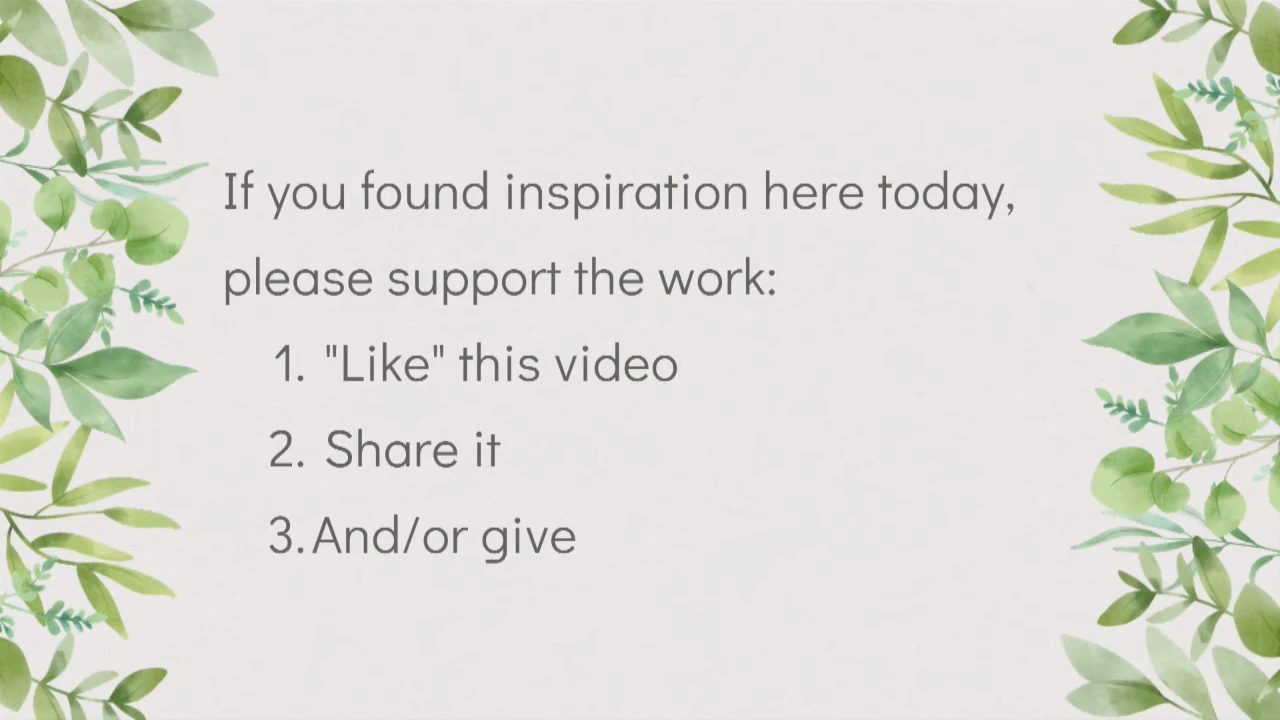 If you found inspiration here today,
please support the work:
1. "Like" this video
2. Share it
3. And/or give